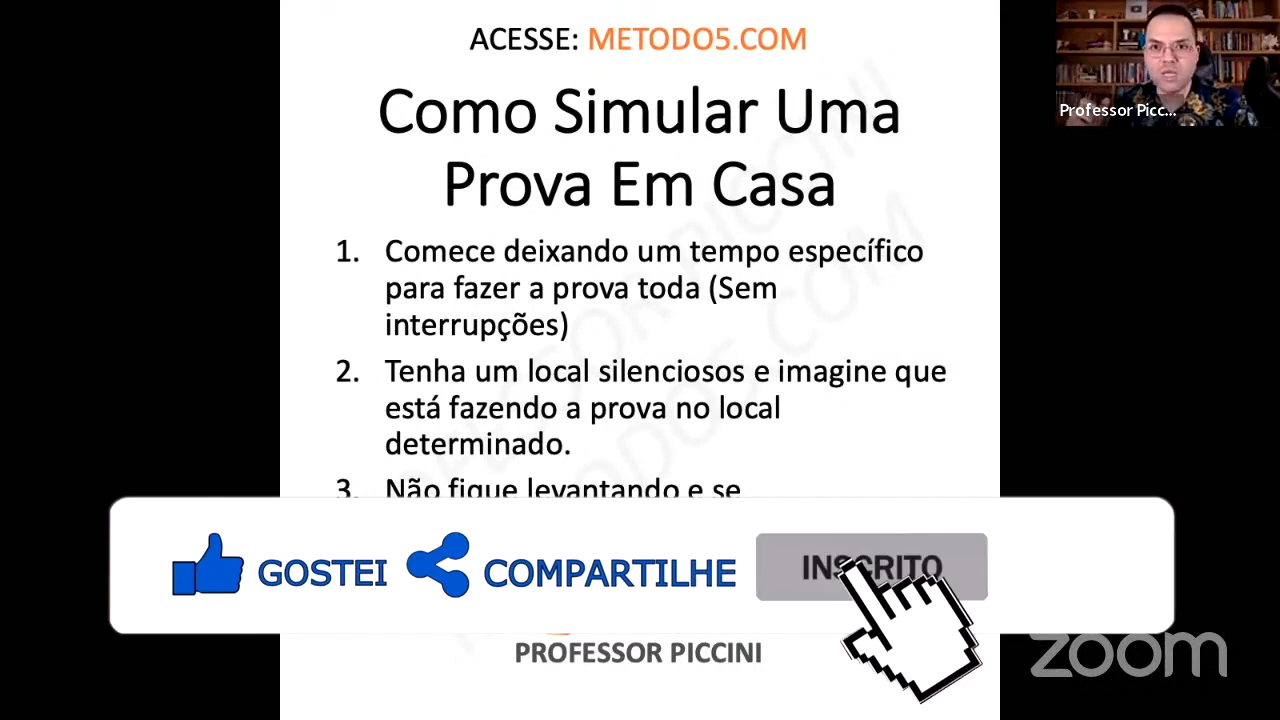 ACESSE: METODO5.COM
Como Simular Uma
Prova Em Casa
1. Comece deixando um tempo específico
para fazer a prova toda (Sem
interrupções)
2. Tenha um local silenciosos e imagine que
está fazendo a prova no local
determinado.
3. Não fique levantando e se
GOSTEI
COMPARTILHE
INSCRITO
PROFESSOR PICCINI
Professor Picc...
zoom